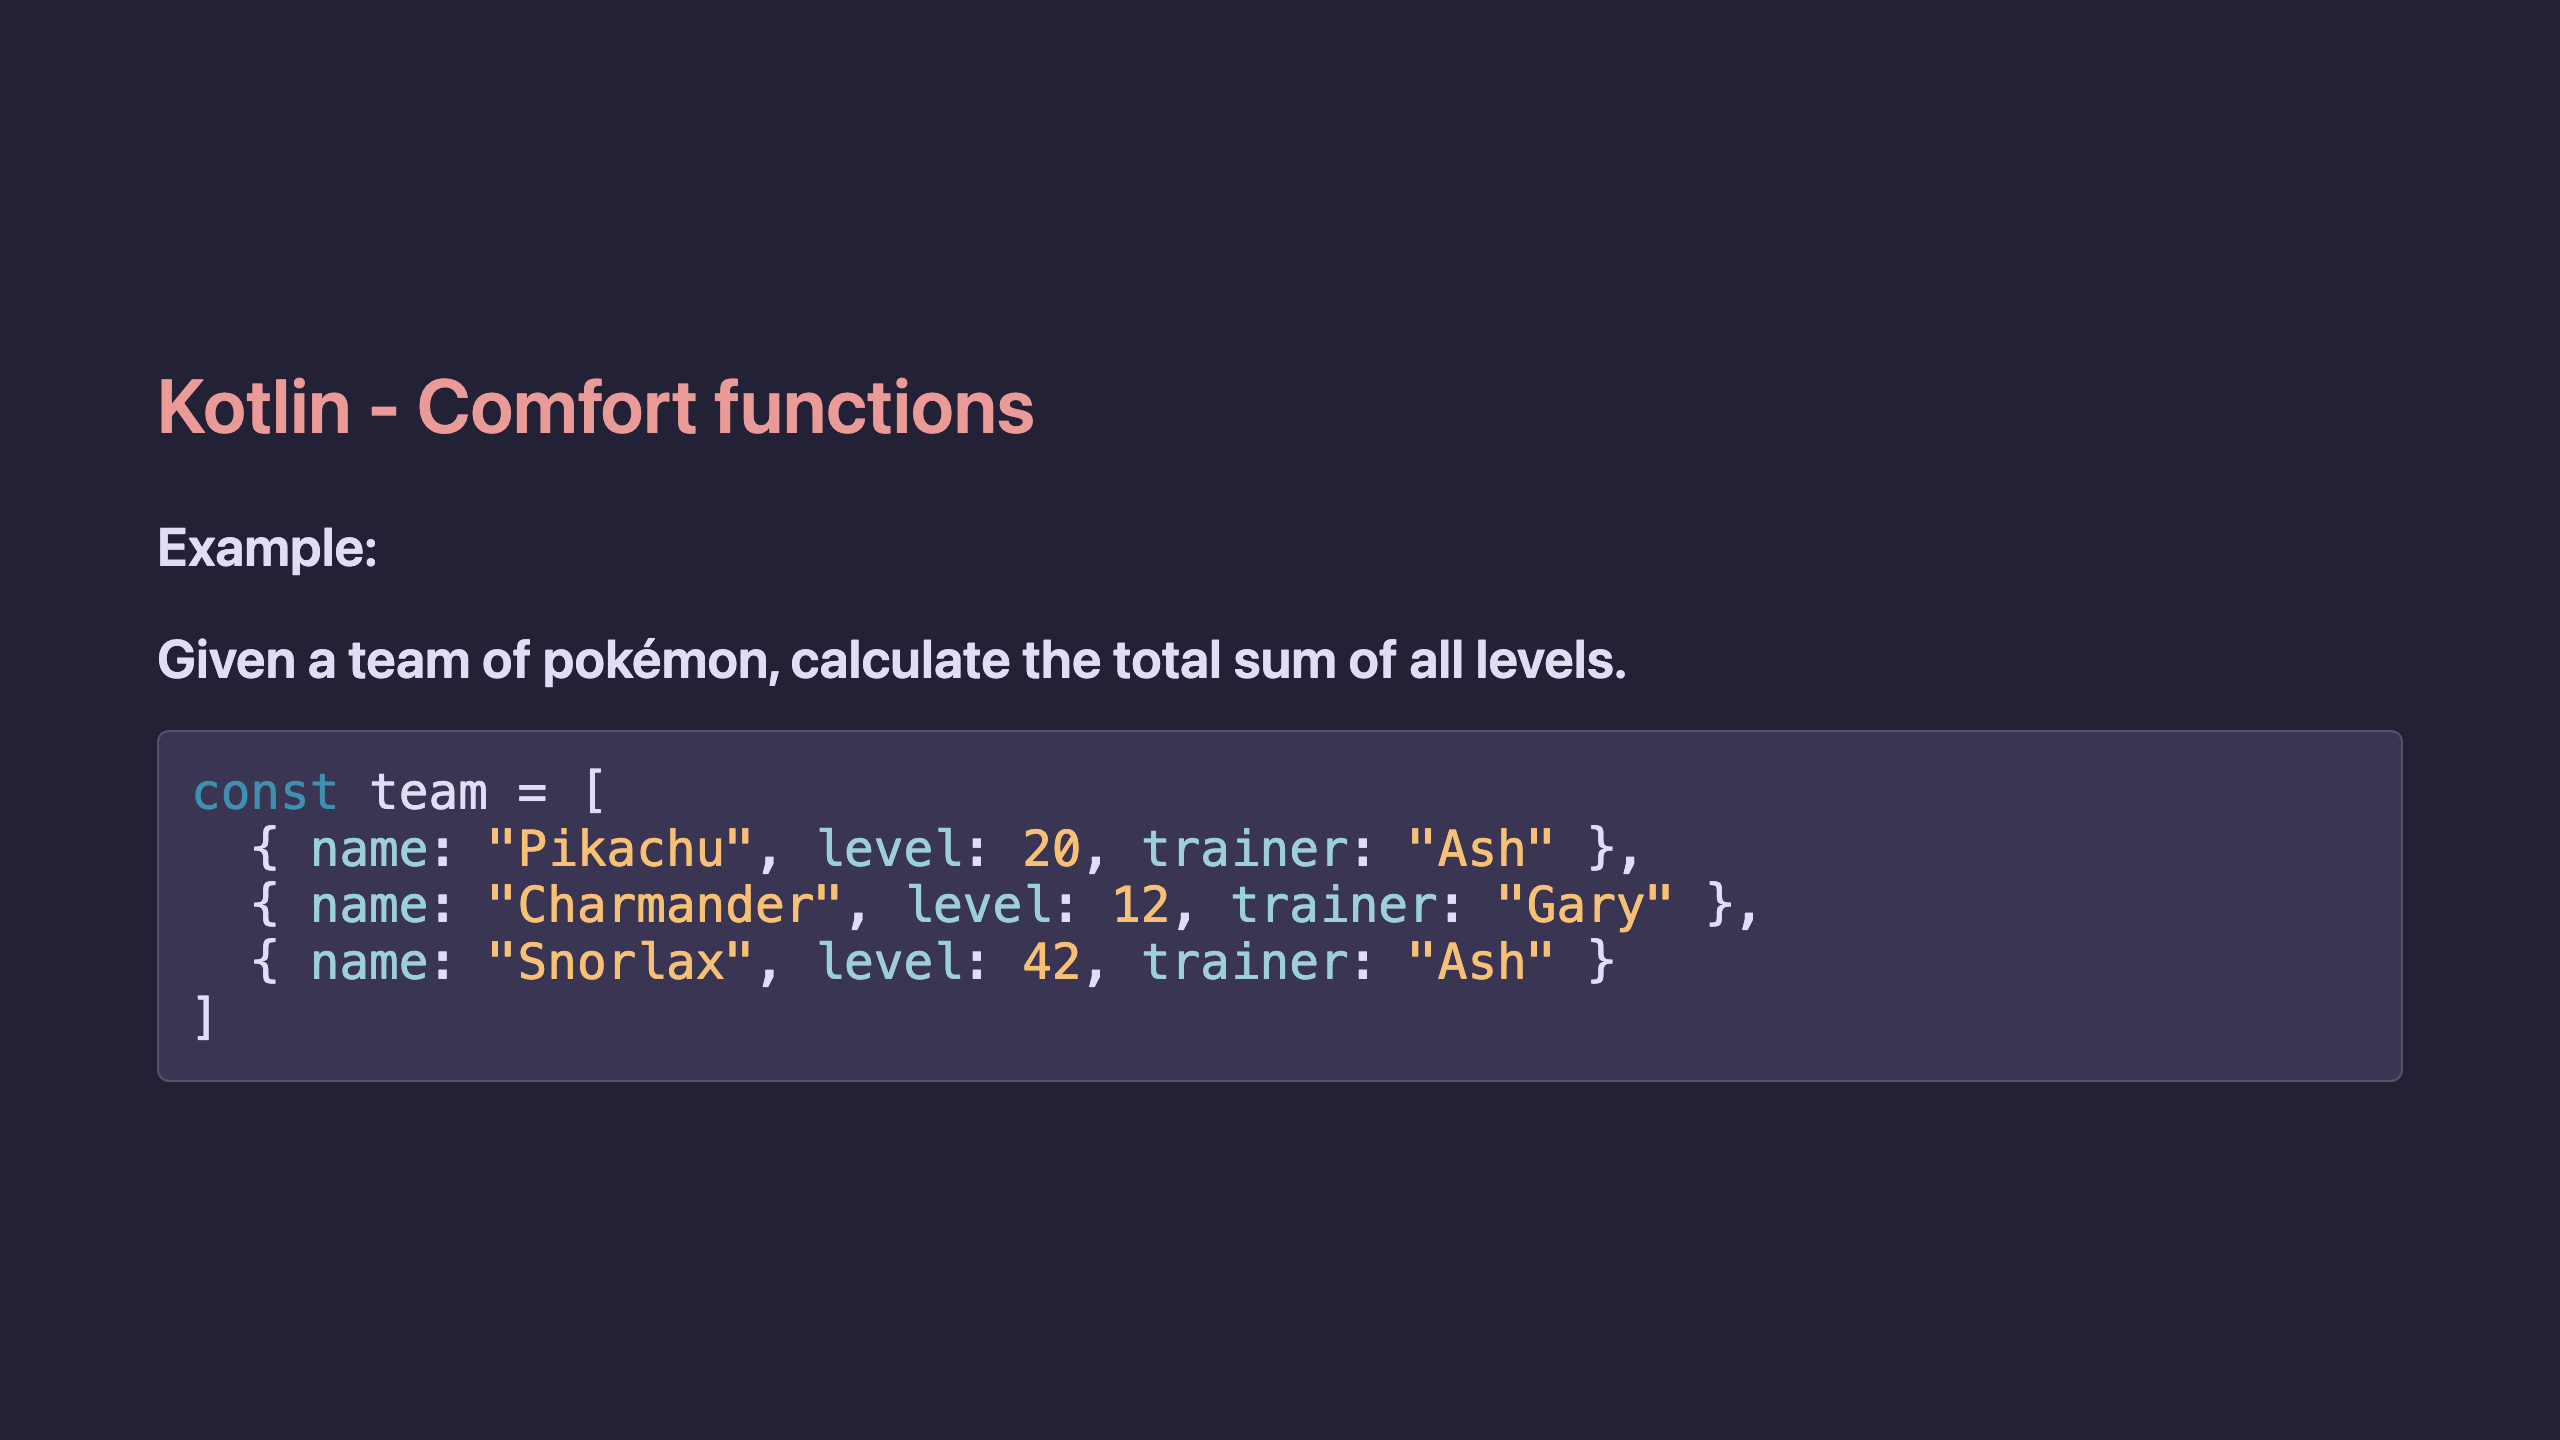 Kotlin - Comfort functions
Example:
Given a team of pokémon, calculate the total sum of all levels.
const team = [
  { name: "Pikachu", level: 20, trainer: "Ash" },
  { name: "Charmander", level: 12, trainer: "Gary" },
  { name: "Snorlax", level: 42, trainer: "Ash" }
]